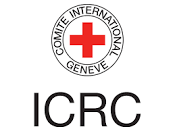 COMITE INTERNATIONAL
GENEVE
ICRC